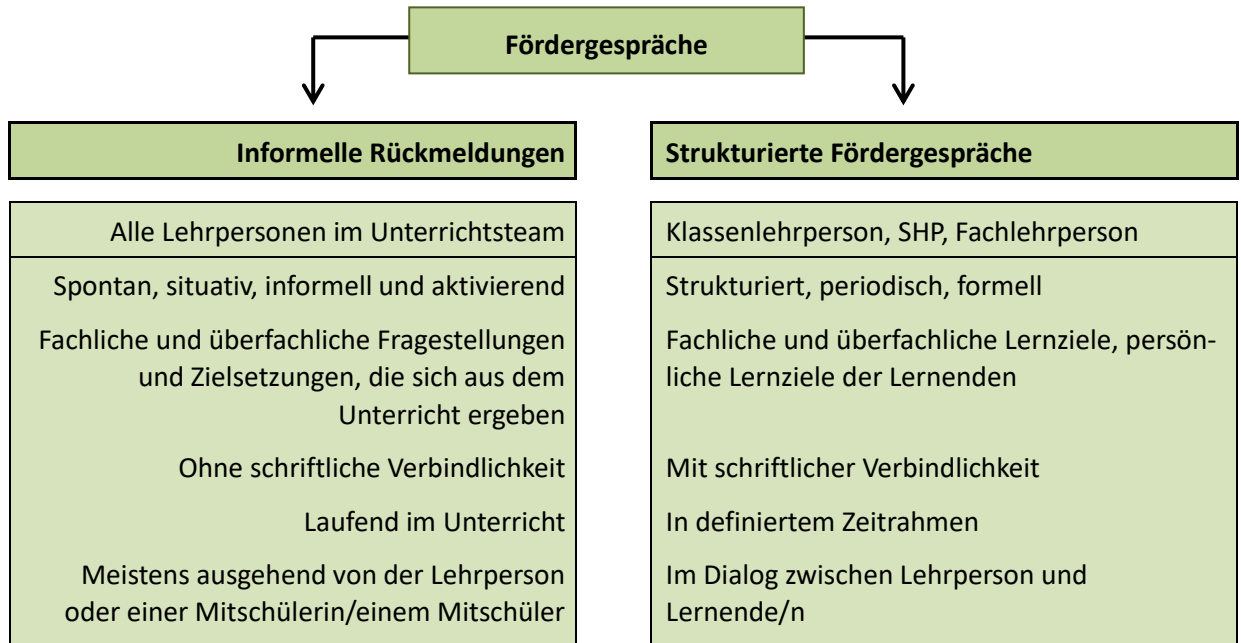 Fördergespräche
Informelle Rückmeldungen
Alle Lehrpersonen im Unterrichtsteam
Spontan, situativ, informell und aktivierend
Fachliche und überfachliche Fragestellungen
und Zielsetzungen, die sich aus dem
Unterricht ergeben
Ohne schriftliche Verbindlichkeit
Laufend im Unterricht
Meistens ausgehend von der Lehrperson
oder einer Mitschülerin/einem Mitschüler
Strukturierte Fördergespräche
Klassenlehrperson, SHP, Fachlehrperson
Strukturiert, periodisch, formell
Fachliche und überfachliche Lernziele, persön-
liche Lernziele der Lernenden
Mit schriftlicher Verbindlichkeit
In definiertem Zeitrahmen
Im Dialog zwischen Lehrperson und
Lernende/n